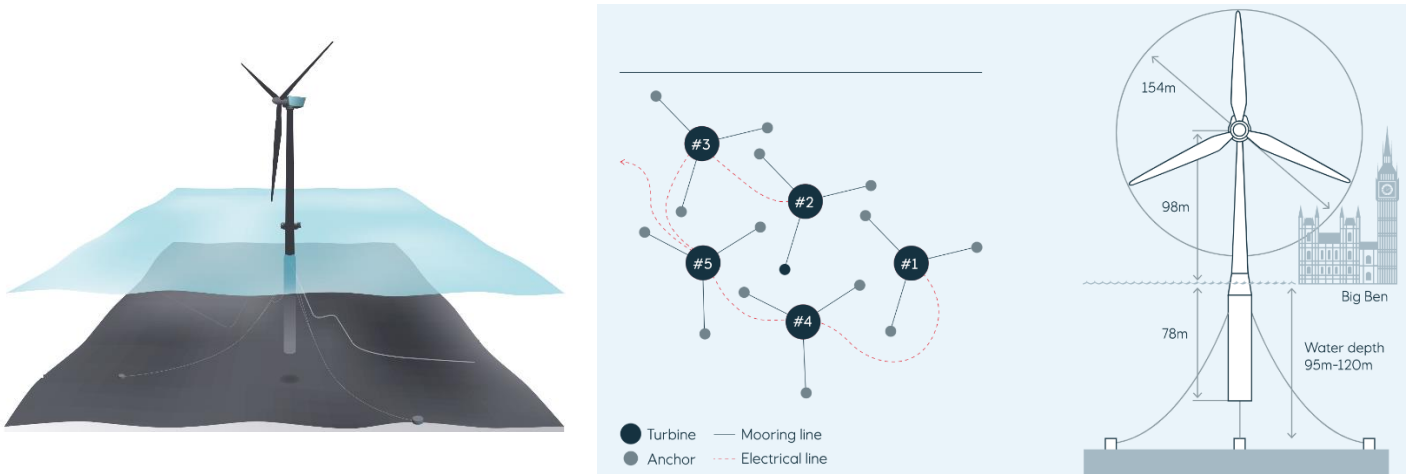 #3
#2
#5
#1
#4
Turbine
Mooring line
Anchor
Electrical line
154m
98m
Big Ben
78m
Water depth
95m-120m